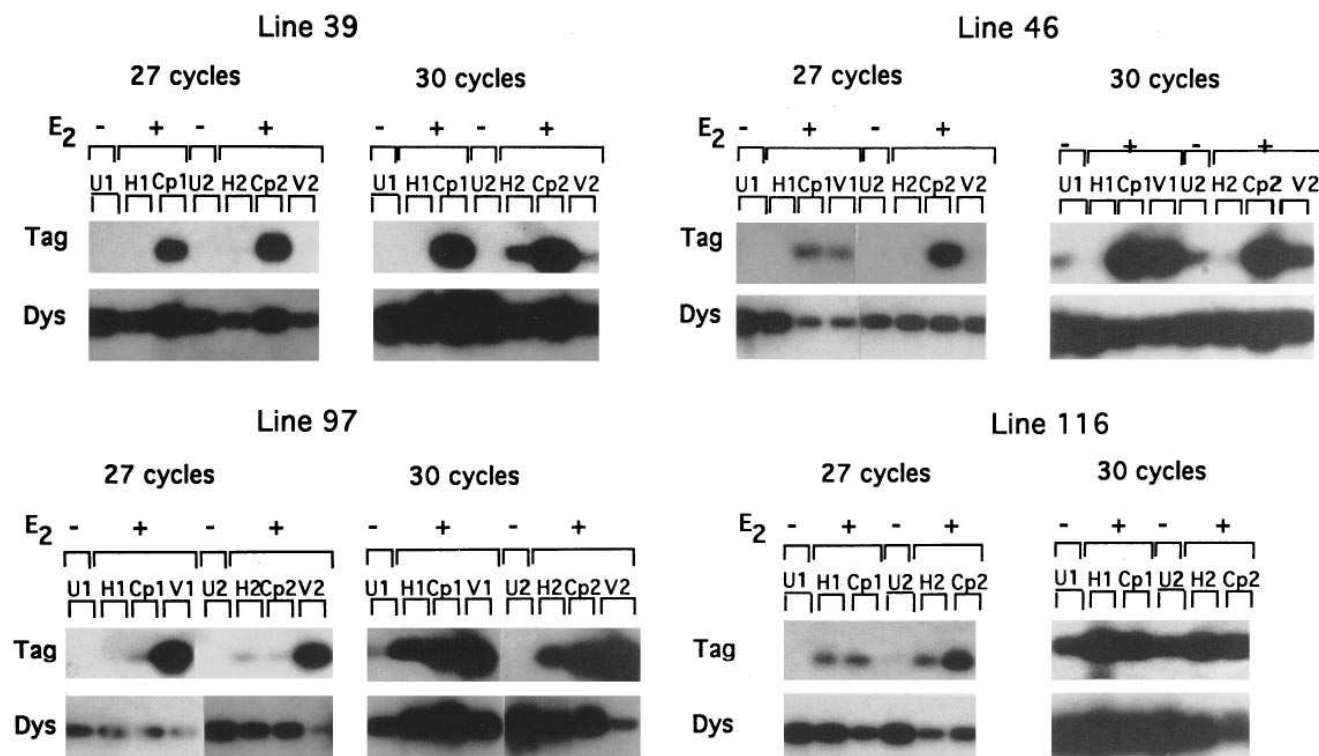 Line 39
27 cycles 30 cycles
E2 - + - + - + - +
U1 H1 Cp1 U2 H2 Cp2 V2 U1 H1 Cp1 U2 H2 Cp2 V2
Tag
Dys
Line 46
27 cycles 30 cycles
E2 - + - + - + - +
U1 H1 Cp1 V1 U2 H2 Cp2 V2 U1 H1 Cp1 V1 U2 H2 Cp2 V2
Tag
Dys
Line 97
27 cycles 30 cycles
E2 - + - + - + - +
U1 H1 Cp1 V1 U2 H2 Cp2 V2 U1 H1 Cp1 V1 U2 H2 Cp2 V2
Tag
Dys
Line 116
27 cycles 30 cycles
E2 - + - + - + - +
U1 H1 Cp1 U2 H2 Cp2 U1 H1 Cp1 U2 H2 Cp2
Tag
Dys